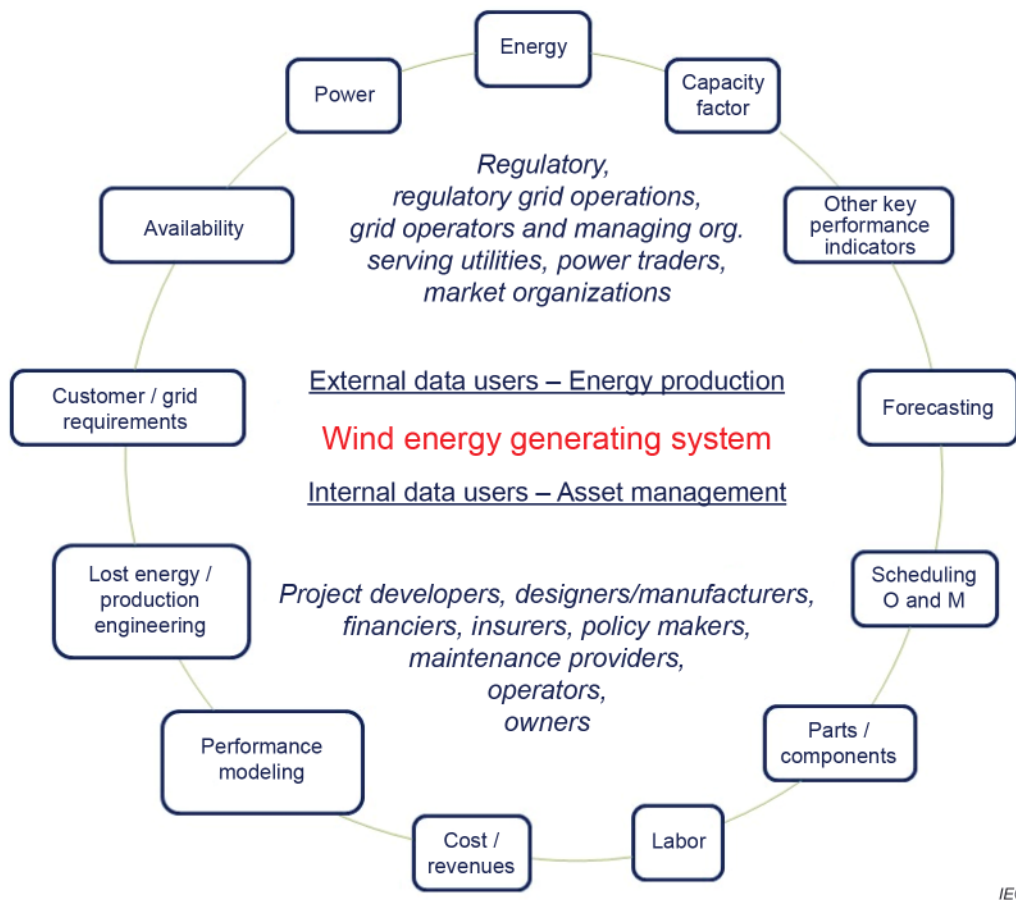 Energy
Power
Capacity
factor
Regulatory,
regulatory grid operations,
grid operators and managing org.
serving utilities, power traders,
market organizations
Availability
Other key
performance
indicators
External data users – Energy production
Customer / grid
requirements
Forecasting
Wind energy generating system
Internal data users – Asset management
Lost energy /
production
engineering
Scheduling
O and M
Project developers, designers/manufacturers,
financiers, insurers, policy makers,
maintenance providers,
operators,
owners
Performance
modeling
Parts /
components
Cost /
revenues
Labor